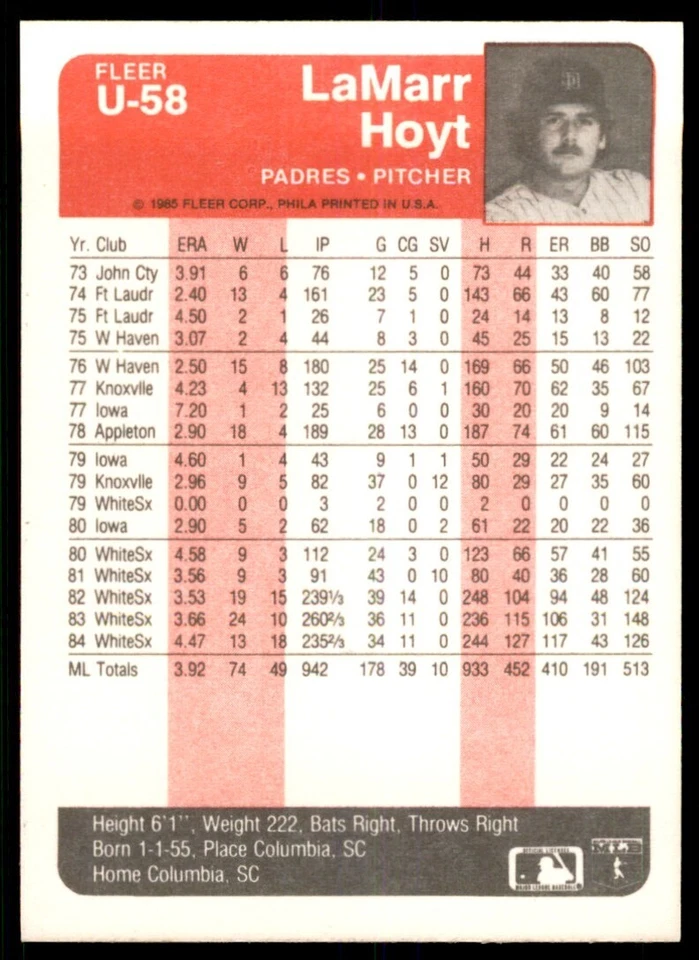 FLEER
U-58
LaMarr
Hoyt
PADRES • PITCHER
© 1985 FLEER CORP., PHILA PRINTED IN U.S.A.
Yr. Club ERA W L IP G CG SV H R ER BB SO
73 John Cty 3.91 6 6 76 12 5 0 73 44 33 40 58
74 Ft Laudr 2.40 13 4 161 23 5 0 143 66 43 60 77
75 Ft Laudr 4.50 2 1 26 7 1 0 24 14 13 8 12
75 W Haven 3.07 2 4 44 8 3 0 45 25 15 13 22
76 W Haven 2.50 15 8 180 25 14 0 169 66 50 46 103
77 Knoxvlle 4.23 4 13 132 25 6 1 160 70 62 35 67
77 Iowa 7.20 1 2 25 6 0 0 30 20 20 9 14
78 Appleton 2.90 18 4 189 28 13 0 187 74 61 60 115
79 Iowa 4.60 1 4 43 9 1 1 50 29 22 24 27
79 Knoxvlle 2.96 9 5 82 37 0 12 80 29 27 35 60
79 WhiteSx 0.00 0 0 3 2 0 0 2 0 0 0 0
80 Iowa 2.90 5 2 62 18 0 2 61 22 20 22 36
80 WhiteSx 4.58 9 3 112 24 3 0 123 66 57 41 55
81 WhiteSx 3.56 9 3 91 43 0 10 80 40 36 28 60
82 WhiteSx 3.53 19 15 239⅓ 39 14 0 248 104 94 48 124
83 WhiteSx 3.66 24 10 260⅔ 36 11 0 236 115 106 31 148
84 WhiteSx 4.47 13 18 235⅔ 34 11 0 244 127 117 43 126
ML Totals 3.92 74 49 942 178 39 10 933 452 410 191 513
Height 6'1'', Weight 222, Bats Right, Throws Right
Born 1-1-55, Place Columbia, SC
Home Columbia, SC
OFFICIAL LICENSEE
MAJOR LEAGUE BASEBALL